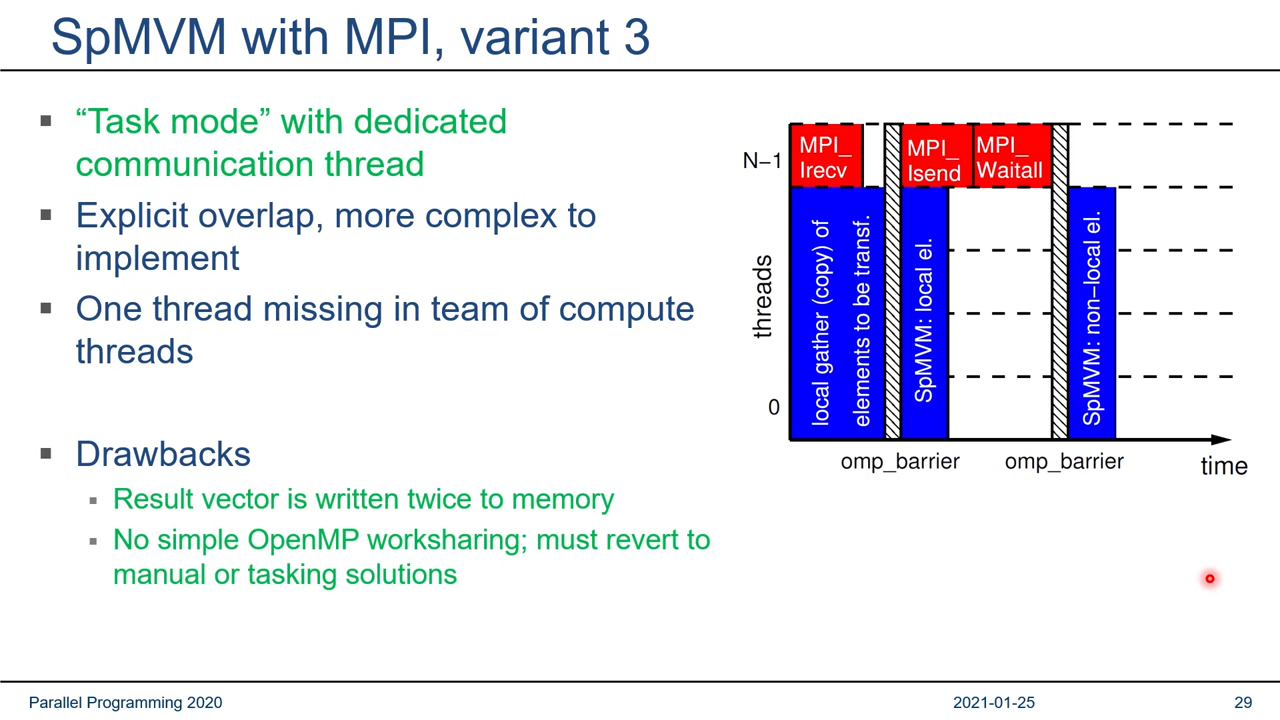 SpMVM with MPI, variant 3
▪ “Task mode” with dedicated
communication thread
▪ Explicit overlap, more complex to
implement
▪ One thread missing in team of compute
threads
▪ Drawbacks
▪ Result vector is written twice to memory
▪ No simple OpenMP worksharing; must revert to
manual or tasking solutions
threads
N−1
0
MPI_
Irecv
MPI_
Isend
MPI_
Waitall
local gather (copy) of
elements to be transf.
SpMVM: local el.
SpMVM: non−local el.
omp_barrier
omp_barrier
time
Parallel Programming 2020
2021-01-25
29